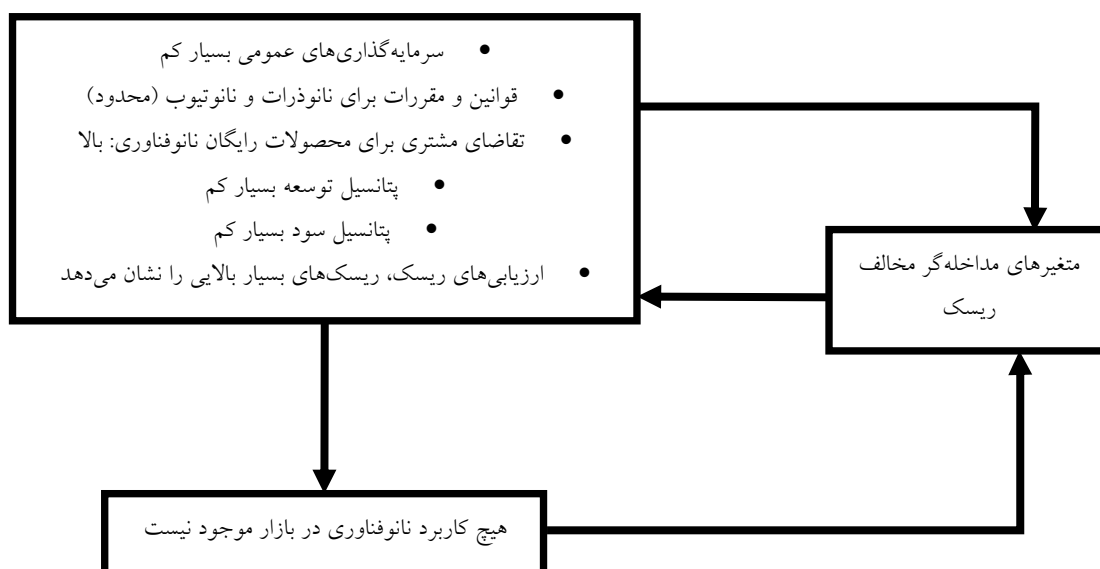 • سرمایه‌گذاری‌های عمومی بسیار کم
• قوانین و مقررات برای نانوذرات و نانوتیوب (محدود)
• تقاضای مشتری برای محصولات رایگان نانوفناوری: بالا
• پتانسیل توسعه بسیار کم
• پتانسیل سود بسیار کم
• ارزیابی‌های ریسک، ریسک‌های بسیار بالایی را نشان می‌دهد
متغیرهای مداخله‌گر مخالف
ریسک
هیچ کاربرد نانوفناوری در بازار موجود نیست